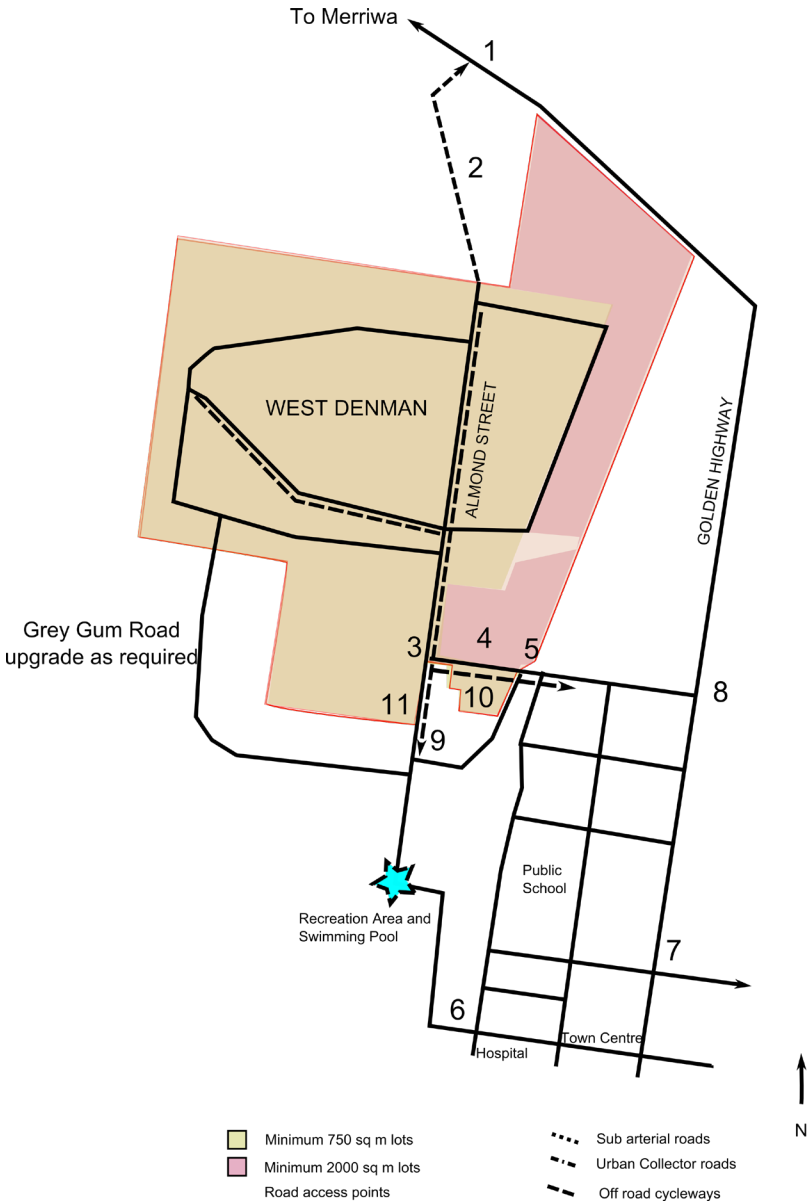 To Merriwa
1
2
WEST DENMAN
ALMOND STREET
GOLDEN HIGHWAY
Grey Gum Road
upgrade as required
3
4
5
8
11
10
9
Public
School
Recreation Area and
Swimming Pool
7
6
Hospital
Town Centre
N
Minimum 750 sq m lots
Minimum 2000 sq m lots
Road access points
Sub arterial roads
Urban Collector roads
Off road cycleways